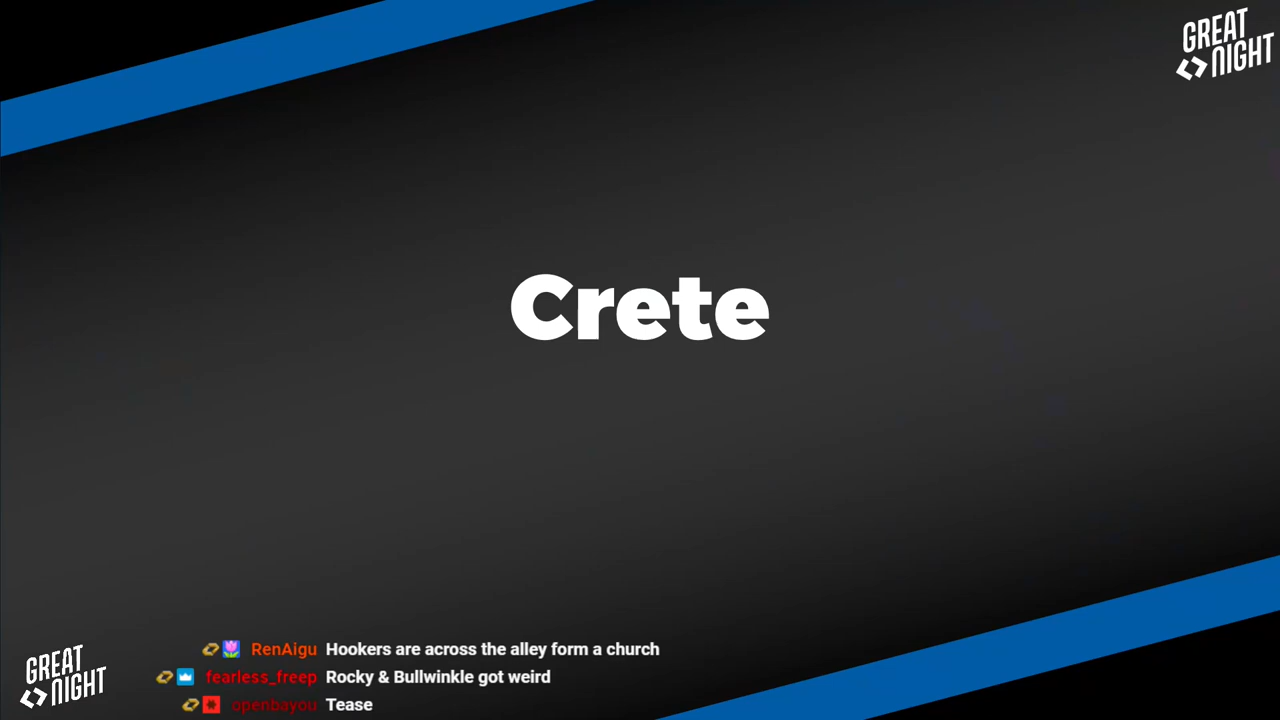 GREAT
NIGHT
Crete
RenAigu Hookers are across the alley form a church
fearless_freep Rocky & Bullwinkle got weird
openbayou Tease
GREAT
NIGHT